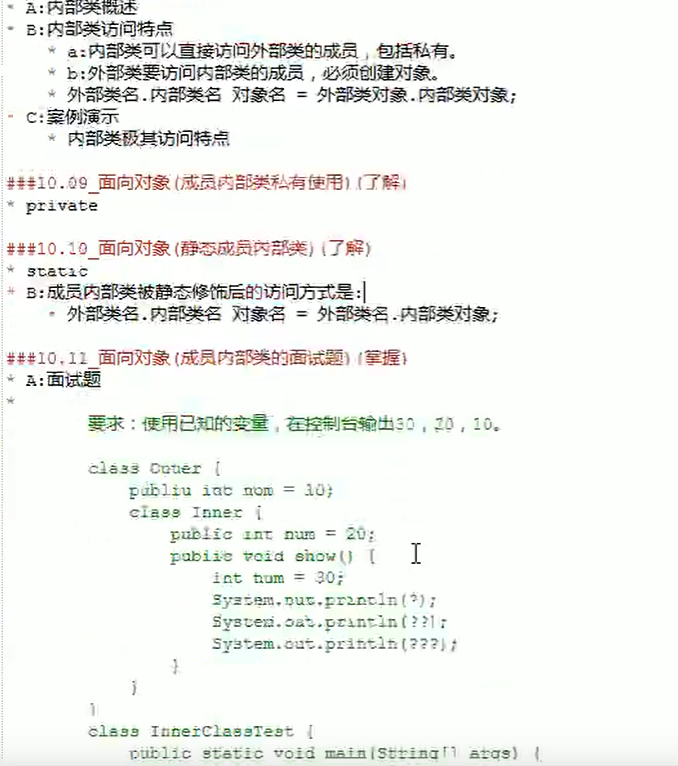 * A:内部类概述
* B:内部类访问特点
* a:内部类可以直接访问外部类的成员，包括私有。
* b:外部类要访问内部类的成员，必须创建对象。
* 外部类名.内部类名 对象名 = 外部类对象.内部类对象;
* C:案例演示
* 内部类极其访问特点
###10.09_面向对象(成员内部类私有使用)(了解)
* private
###10.10_面向对象(静态成员内部类)(了解)
* static
* B:成员内部类被静态修饰后的访问方式是:
* 外部类名.内部类名 对象名 = 外部类名.内部类对象;
###10.11_面向对象(成员内部类的面试题)(掌握)
* A:面试题
*
要求：使用已知的变量，在控制台输出30，20，10。
class Outer {
public int num = 10;
class Inner {
public int num = 20;
public void show() {
int num = 30;
System.out.println(?);
System.out.println(??);
System.out.println(???);
}
}
}
class InnerClassTest {
public static void main(String[] args) {